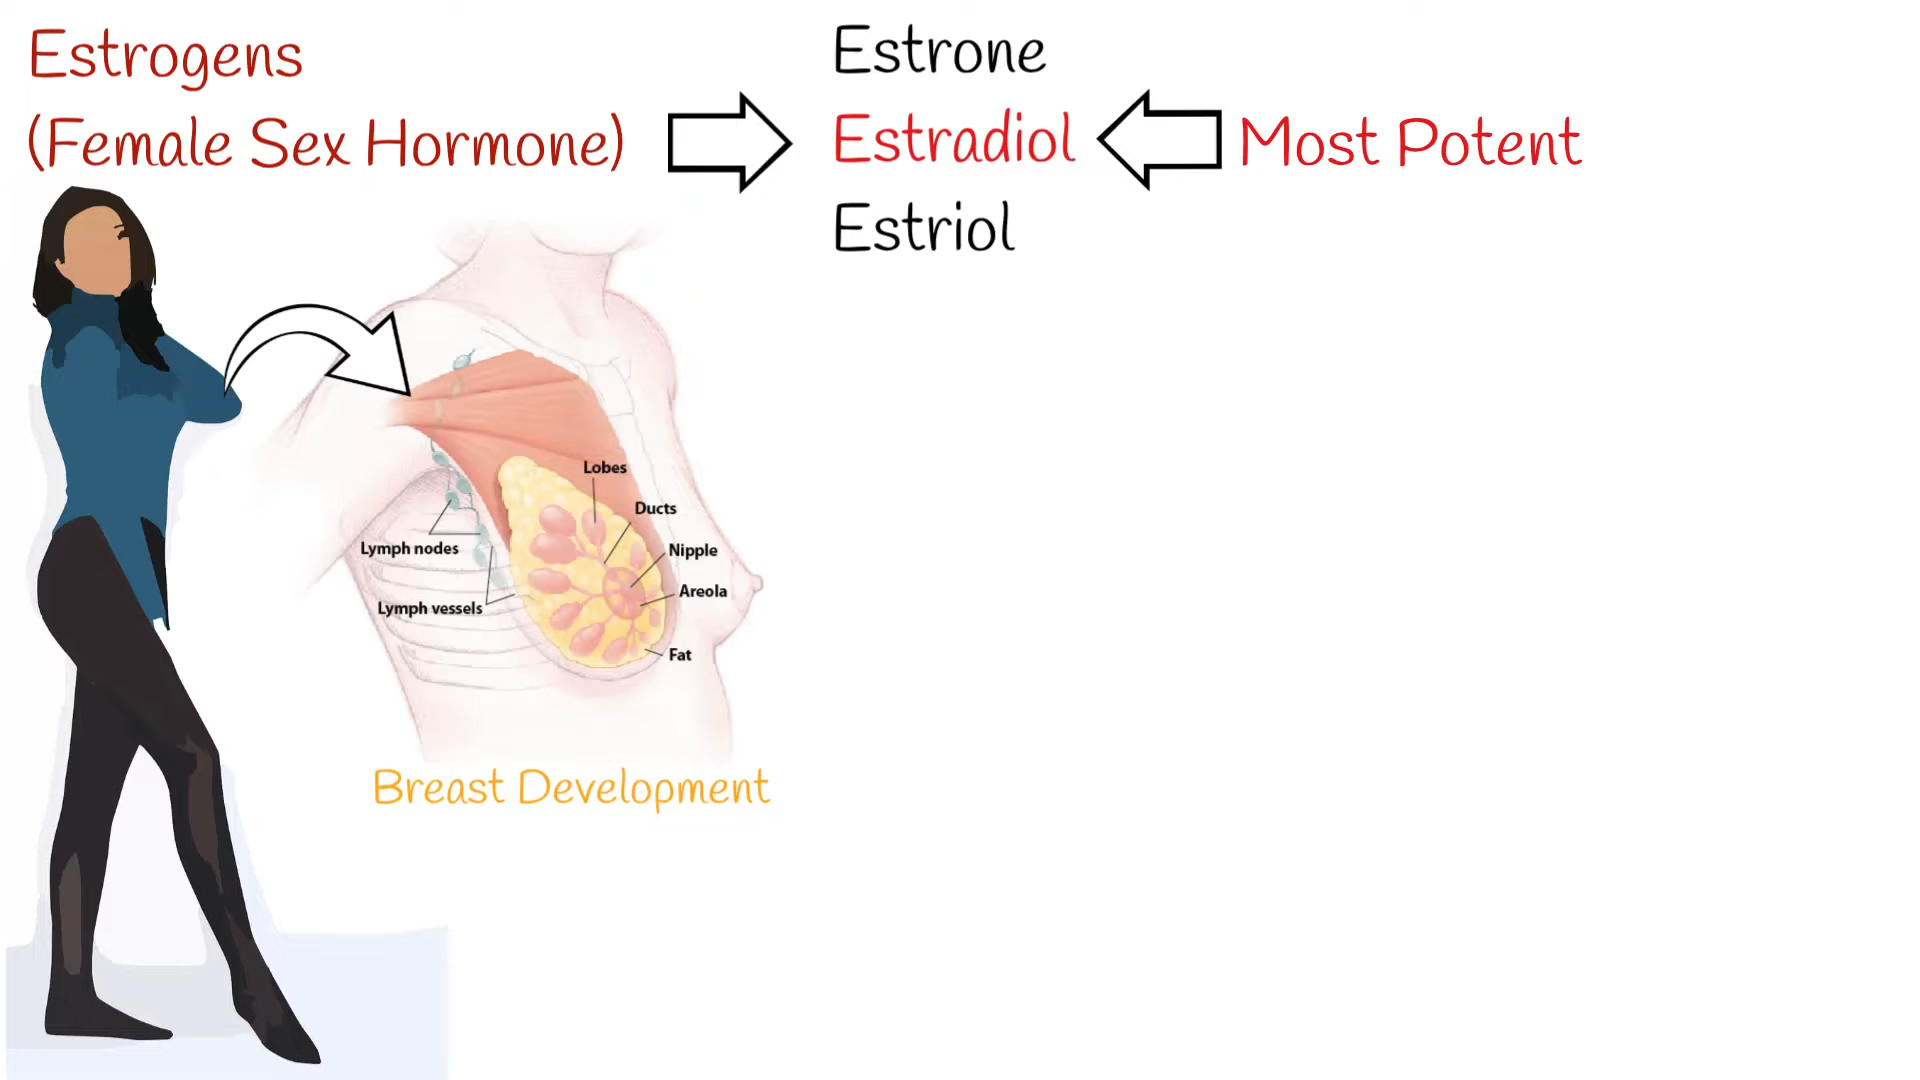 Estrogens
(Female Sex Hormone)
Estrone
Estradiol
Estriol
Most Potent
Lobes
Ducts
Nipple
Areola
Fat
Lymph nodes
Lymph vessels
Breast Development